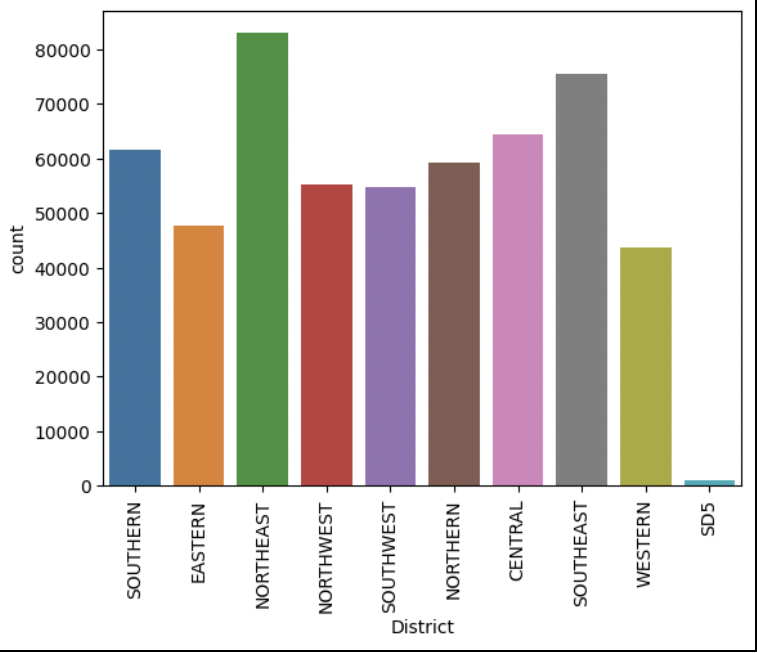 80000
70000
60000
50000
40000
30000
20000
10000
0
count
SOUTHERN
EASTERN
NORTHEAST
NORTHWEST
SOUTHWEST
NORTHERN
CENTRAL
SOUTHEAST
WESTERN
SD5
District